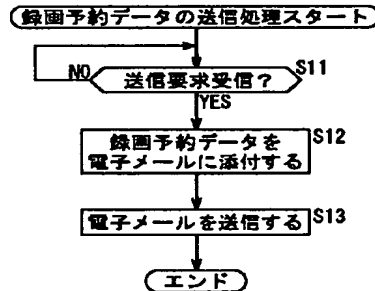 録画予約データの送信処理スタート
NO
送信要求受信？
S11
YES
録画予約データを
電子メールに添付する
S12
電子メールを送信する
S13
エンド